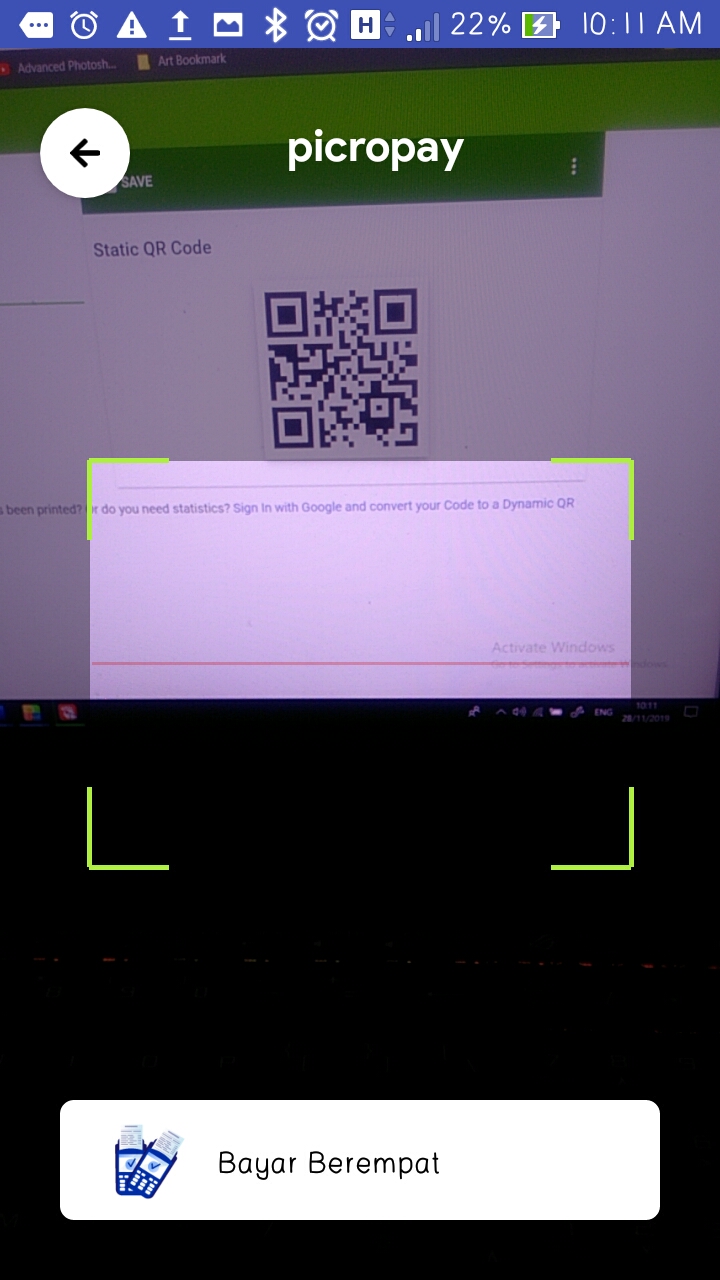 22% 10:11 AM
Advanced Photosh... Art Bookmark
picropay
SAVE
Static QR Code
s been printed? Or do you need statistics? Sign In with Google and convert your Code to a Dynamic QR
Activate Windows
Go to Settings to activate Windows.
ENG
10:11
28/11/2019
Bayar Berempat